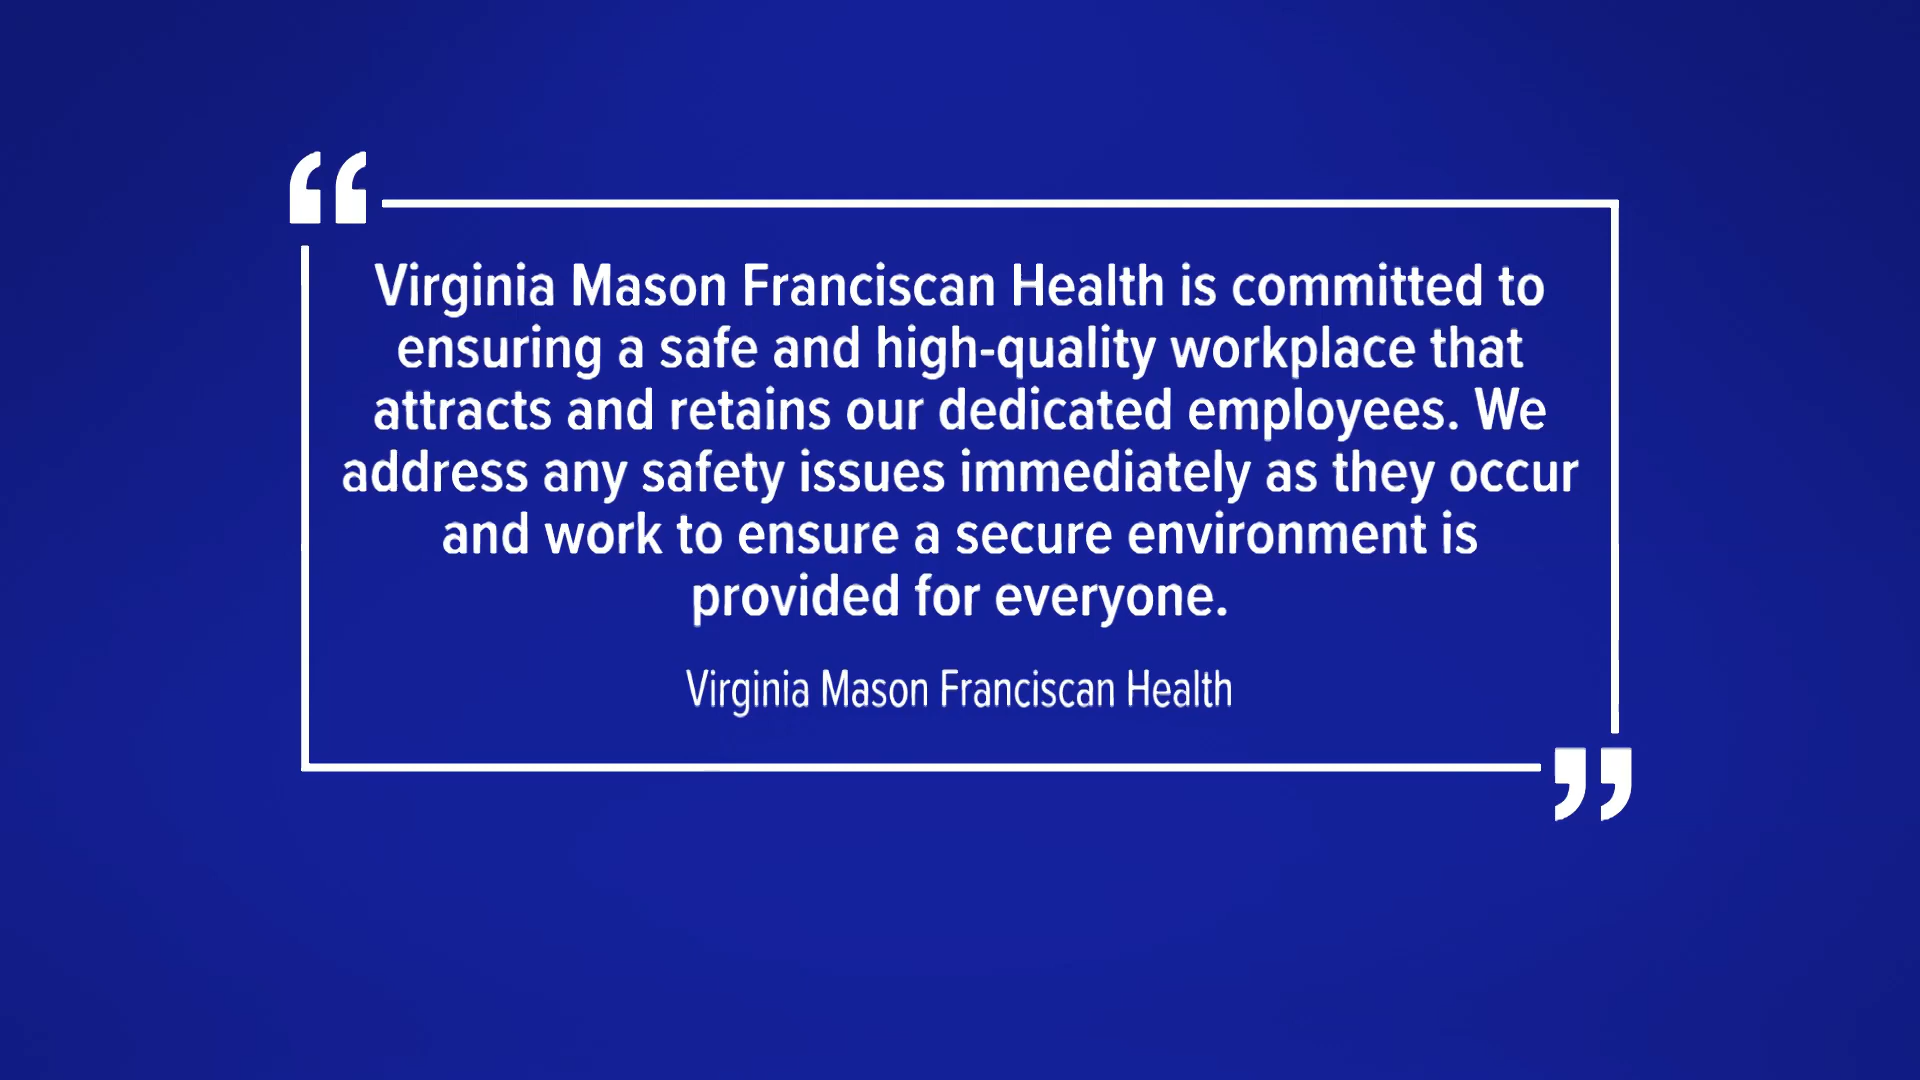 “
Virginia Mason Franciscan Health is committed to
ensuring a safe and high-quality workplace that
attracts and retains our dedicated employees. We
address any safety issues immediately as they occur
and work to ensure a secure environment is
provided for everyone.
Virginia Mason Franciscan Health
”